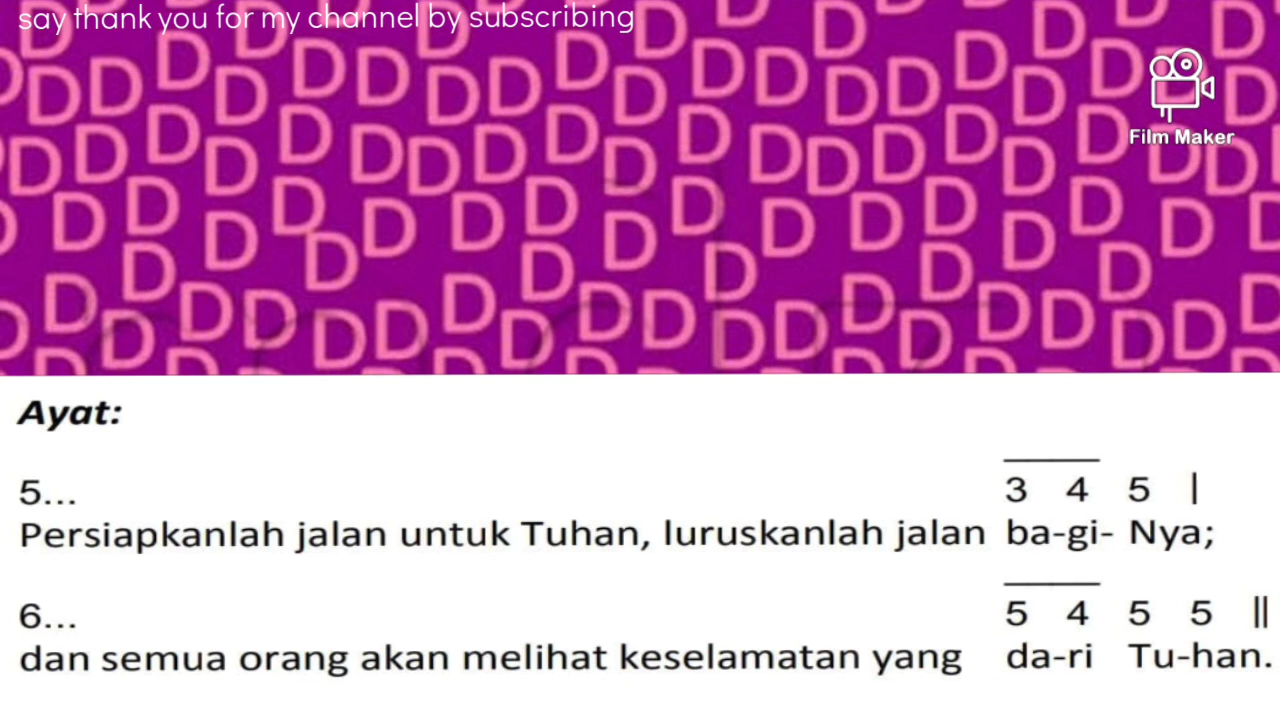 say thank you for my channel by subscribing
Film Maker
Ayat:
5... 3 4 5 |
Persiapkanlah jalan untuk Tuhan, luruskanlah jalan ba-gi- Nya;
6... 5 4 5 5 ||
dan semua orang akan melihat keselamatan yang da-ri Tu-han.